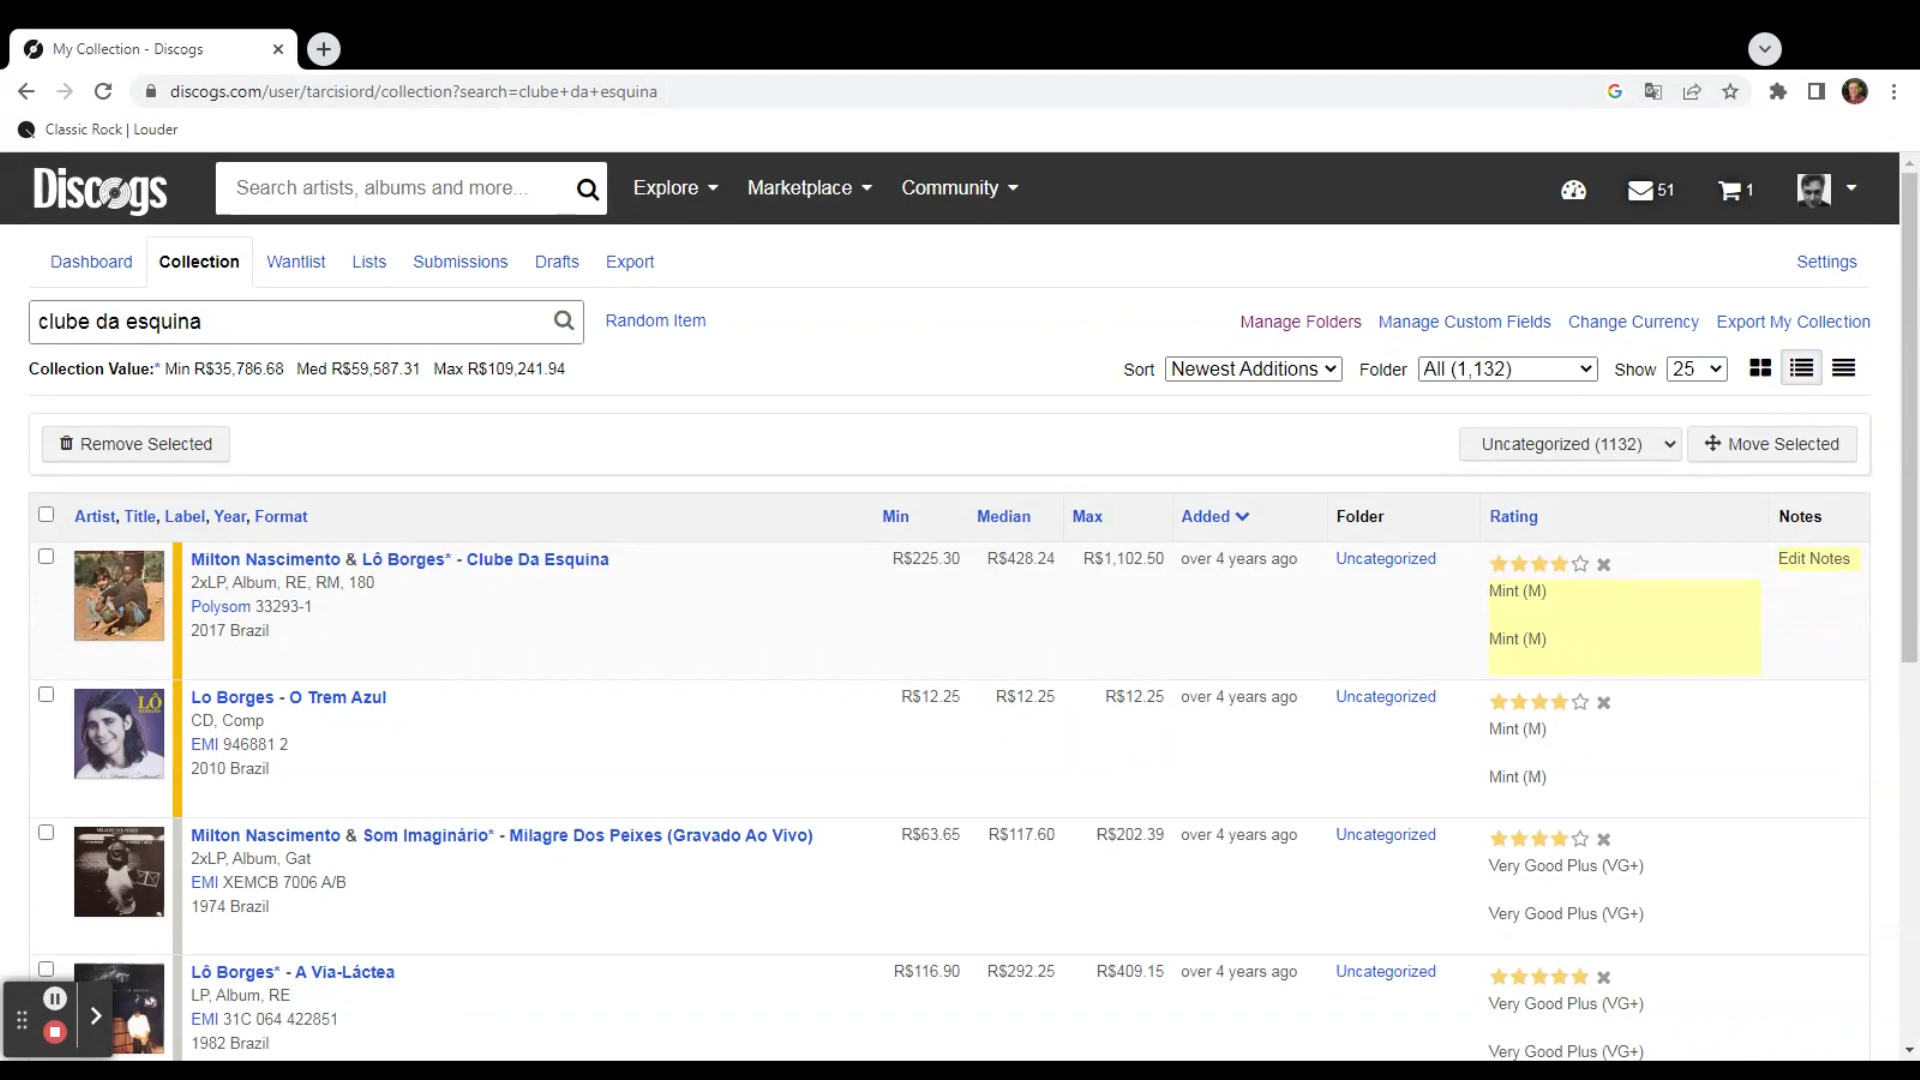 My Collection - Discogs
discogs.com/user/tarcisiord/collection?search=clube+da+esquina
Classic Rock | Louder
Discogs
Search artists, albums and more...
Explore
Marketplace
Community
51
1
Dashboard
Collection
Wantlist
Lists
Submissions
Drafts
Export
Settings
clube da esquina
Random Item
Manage Folders
Manage Custom Fields
Change Currency
Export My Collection
Collection Value:* Min R$35,786.68 Med R$59,587.31 Max R$109,241.94
Sort Newest Additions
Folder All (1,132)
Show 25
Remove Selected
Uncategorized (1132)
Move Selected
Artist, Title, Label, Year, Format
Min
Median
Max
Added
Folder
Rating
Notes
Milton Nascimento & Lô Borges* - Clube Da Esquina
R$225.30
R$428.24
R$1,102.50
over 4 years ago
Uncategorized
Edit Notes
2xLP, Album, RE, RM, 180
Mint (M)
Polysom 33293-1
2017 Brazil
Mint (M)
LÔ
Lo Borges - O Trem Azul
R$12.25
R$12.25
R$12.25
over 4 years ago
Uncategorized
CD, Comp
Mint (M)
EMI 946881 2
2010 Brazil
Mint (M)
Milton Nascimento & Som Imaginário* - Milagre Dos Peixes (Gravado Ao Vivo)
R$63.65
R$117.60
R$202.39
over 4 years ago
Uncategorized
2xLP, Album, Gat
Very Good Plus (VG+)
EMI XEMCB 7006 A/B
1974 Brazil
Very Good Plus (VG+)
Lô Borges* - A Via-Láctea
R$116.90
R$292.25
R$409.15
over 4 years ago
Uncategorized
LP, Album, RE
Very Good Plus (VG+)
EMI 31C 064 422851
1982 Brazil
Very Good Plus (VG+)